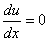 du/dx = 0